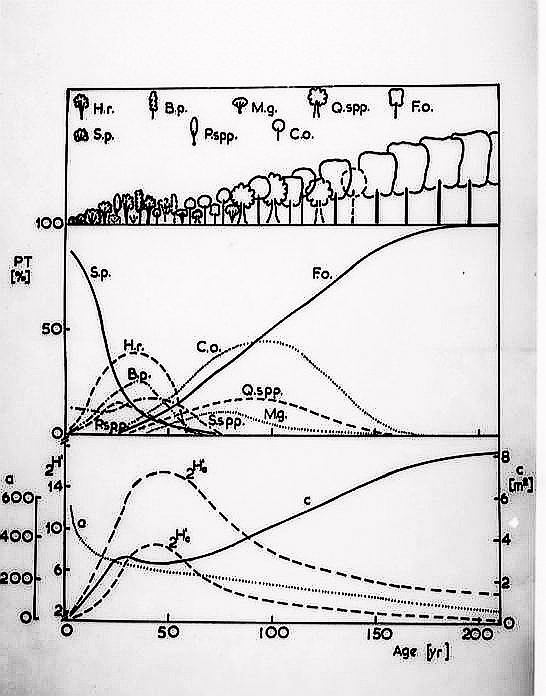 H.r. B.p. M.g. Q.spp. F.o.
S.p. P.spp. C.o.
100
PT
[%]
S.p. F.o.
50
H.r. C.o.
B.p.
Q.spp.
P.spp. S.spp. M.g.
0
a 2H' 8 c
[m²]
600 14 2H'e 6
a c
400 10 4
2H'c
200 6 2
0 2 0
0 50 100 150 200
Age [yr]